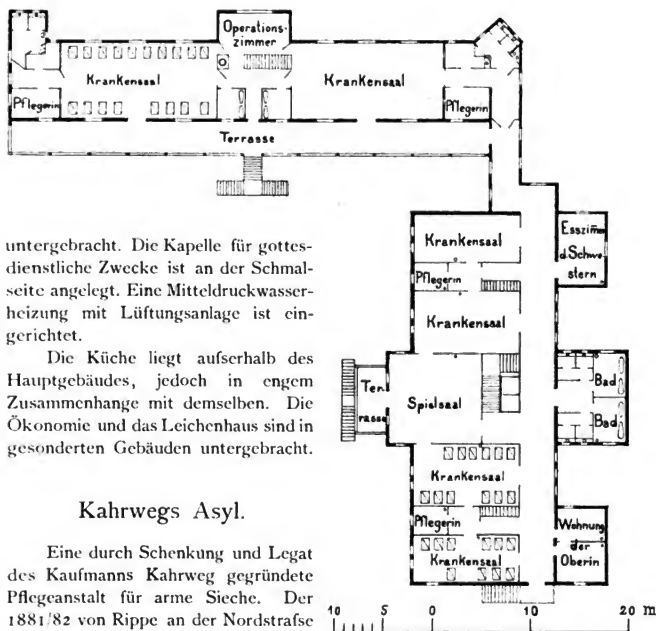 Operations-
zimmer
Krankensaal
Krankensaal
Pflegerin
Pflegerin
Terrasse
untergebracht. Die Kapelle für gottes-
dienstliche Zwecke ist an der Schmal-
seite angelegt. Eine Mitteldruckwasser-
heizung mit Lüftungsanlage ist ein-
gerichtet.
Die Küche liegt aufserhalb des
Hauptgebäudes, jedoch in engem
Zusammenhange mit demselben. Die
Ökonomie und das Leichenhaus sind in
gesonderten Gebäuden untergebracht.
Kahrwegs Asyl.
Eine durch Schenkung und Legat
des Kaufmanns Kahrweg gegründete
Pflegeanstalt für arme Sieche. Der
1881/82 von Rippe an der Nordstrafse
Krankensaal
Esszimm
d. Schwe
stern
Pflegerin
Krankensaal
Ter
rasse
Spielsaal
Bad
Bad
Krankensaal
Pflegerin
Wohnung
der
Oberin
Krankensaal
10 5 0 10 20 m